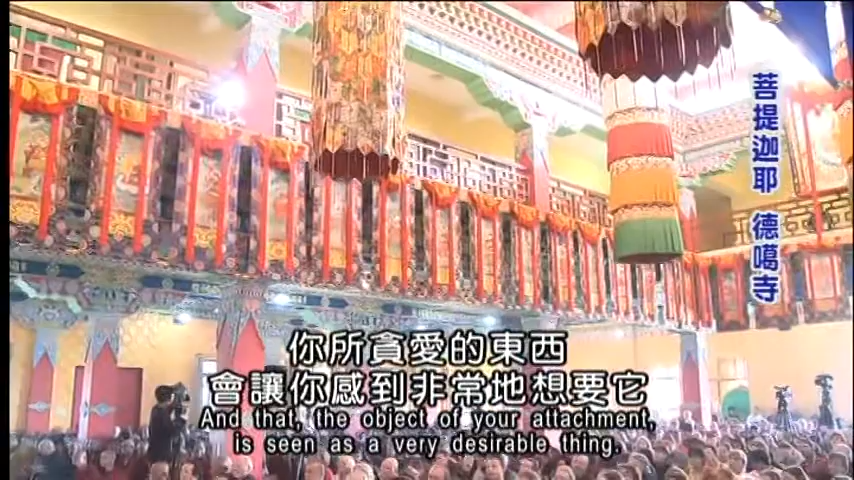 菩提迦耶 德噶寺
你所貪愛的東西
會讓你感到非常地想要它
And that, the object of your attachment,
is seen as a very desirable thing.